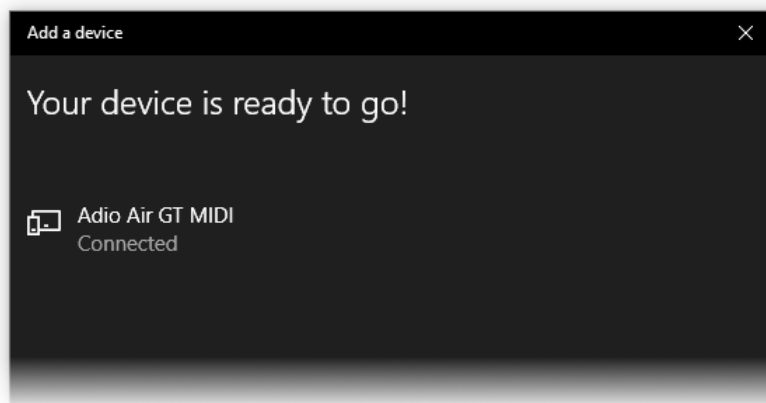 Add a device
Your device is ready to go!
Adio Air GT MIDI
Connected